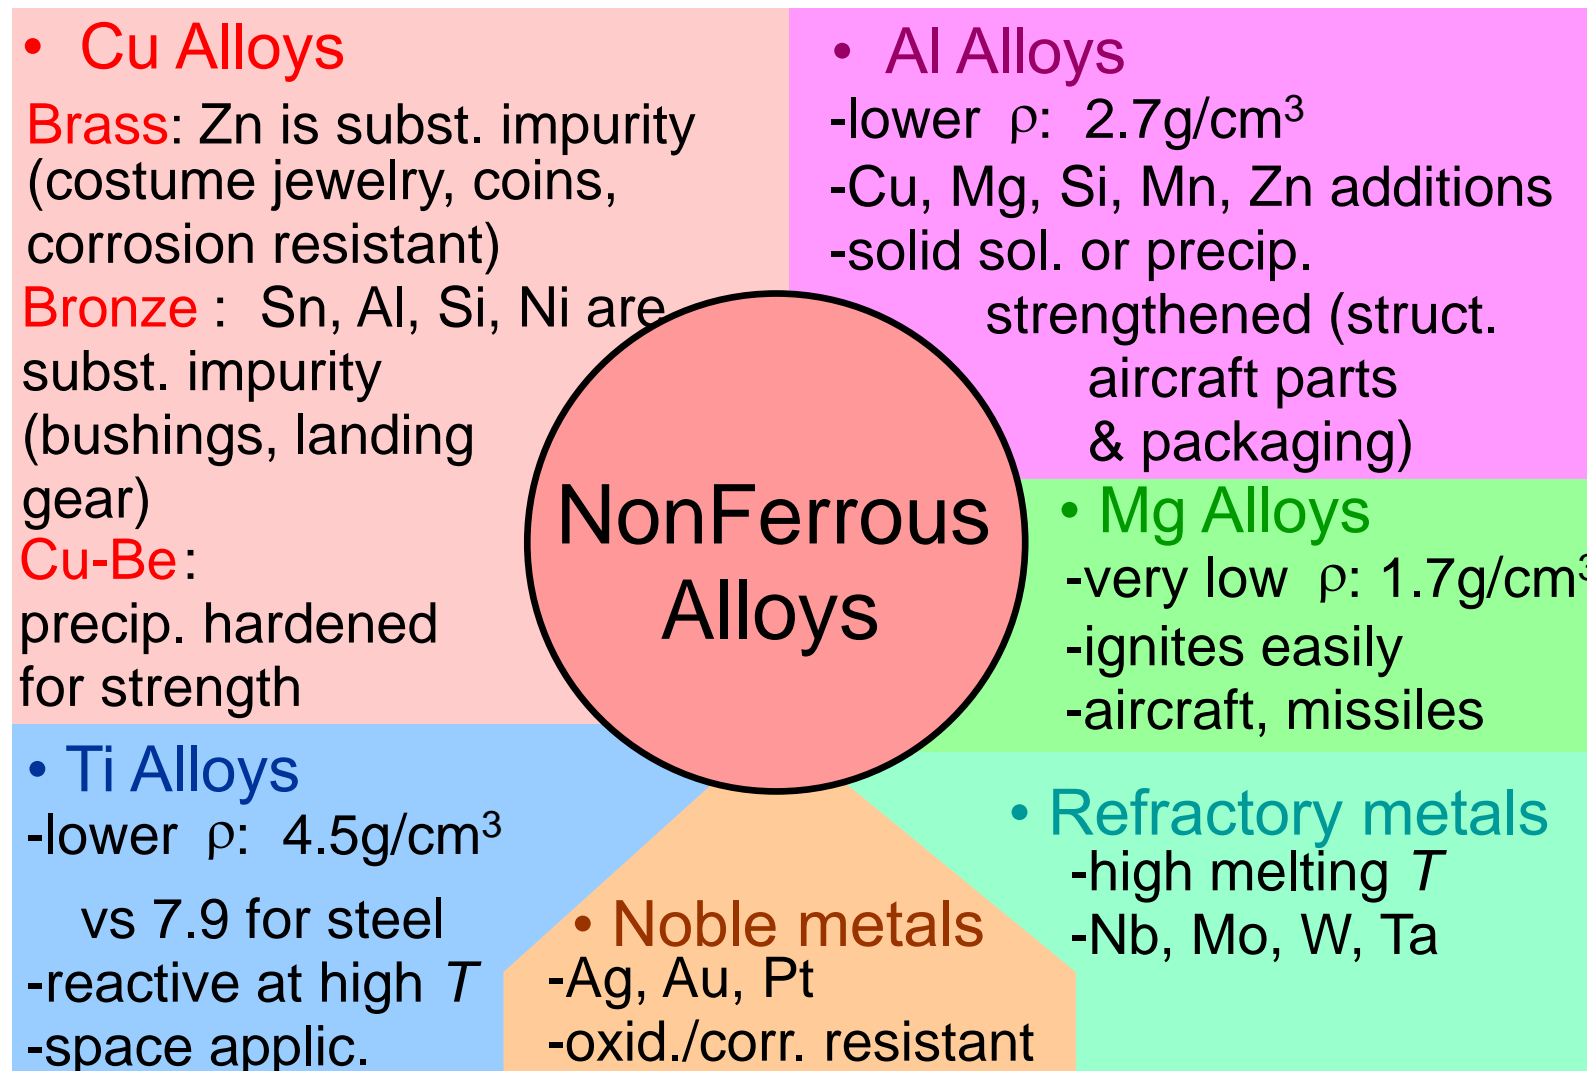 • Cu Alloys
Brass: Zn is subst. impurity
(costume jewelry, coins,
corrosion resistant)
Bronze : Sn, Al, Si, Ni are
subst. impurity
(bushings, landing
gear)
Cu-Be :
precip. hardened
for strength
• Al Alloys
-lower ρ: 2.7g/cm³
-Cu, Mg, Si, Mn, Zn additions
-solid sol. or precip.
strengthened (struct.
aircraft parts
& packaging)
NonFerrous
Alloys
• Mg Alloys
-very low ρ: 1.7g/cm³
-ignites easily
-aircraft, missiles
• Ti Alloys
-lower ρ: 4.5g/cm³
vs 7.9 for steel
-reactive at high T
-space applic.
• Noble metals
-Ag, Au, Pt
-oxid./corr. resistant
• Refractory metals
-high melting T
-Nb, Mo, W, Ta